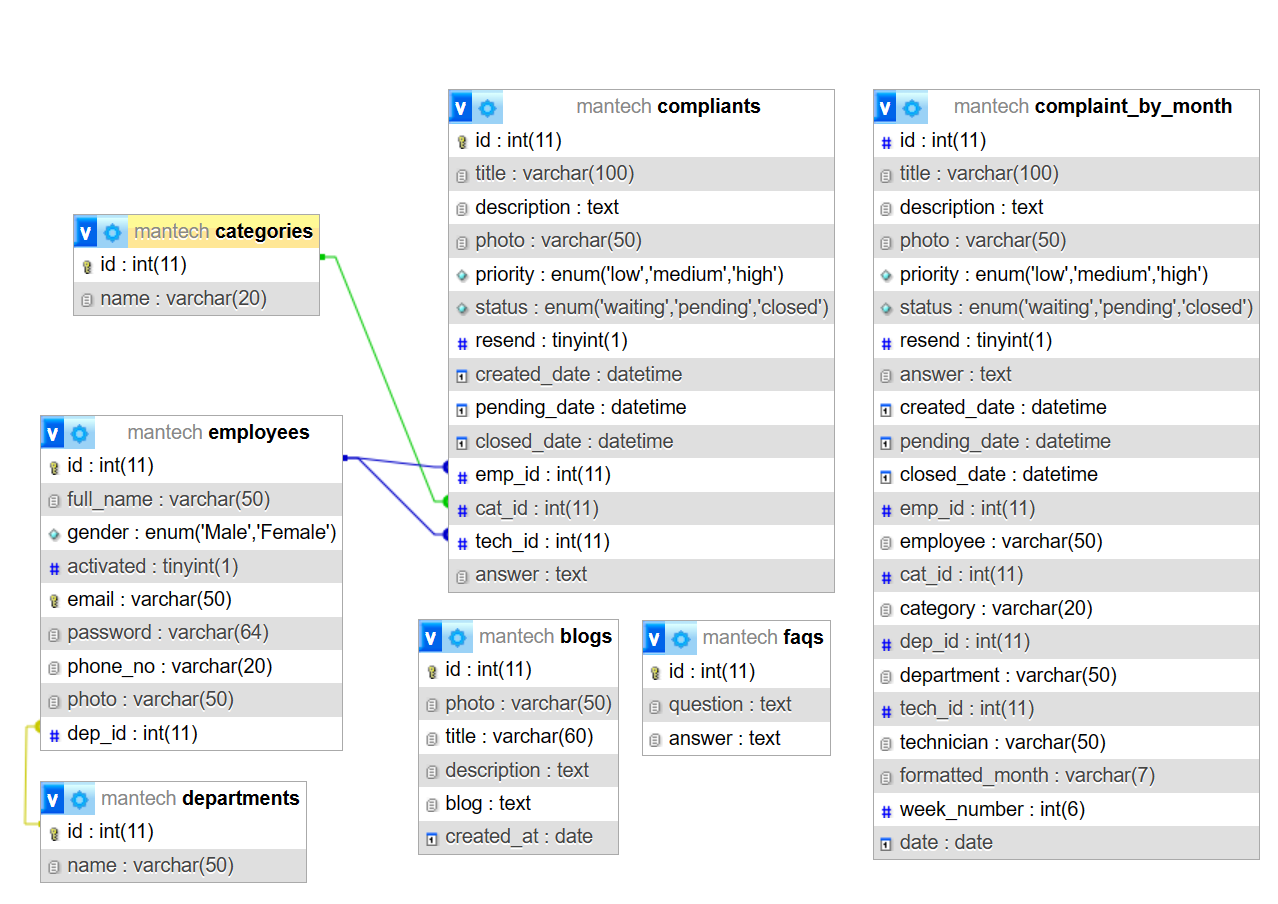 v mantech categories
id : int(11)
name : varchar(20)
v mantech employees
id : int(11)
full_name : varchar(50)
gender : enum('Male','Female')
activated : tinyint(1)
email : varchar(50)
password : varchar(64)
phone_no : varchar(20)
photo : varchar(50)
dep_id : int(11)
v mantech departments
id : int(11)
name : varchar(50)
v mantech compliants
id : int(11)
title : varchar(100)
description : text
photo : varchar(50)
priority : enum('low','medium','high')
status : enum('waiting','pending','closed')
resend : tinyint(1)
created_date : datetime
pending_date : datetime
closed_date : datetime
emp_id : int(11)
cat_id : int(11)
tech_id : int(11)
answer : text
v mantech blogs
id : int(11)
photo : varchar(50)
title : varchar(60)
description : text
blog : text
created_at : date
v mantech faqs
id : int(11)
question : text
answer : text
v mantech complaint_by_month
id : int(11)
title : varchar(100)
description : text
photo : varchar(50)
priority : enum('low','medium','high')
status : enum('waiting','pending','closed')
resend : tinyint(1)
answer : text
created_date : datetime
pending_date : datetime
closed_date : datetime
emp_id : int(11)
employee : varchar(50)
cat_id : int(11)
category : varchar(20)
dep_id : int(11)
department : varchar(50)
tech_id : int(11)
technician : varchar(50)
formatted_month : varchar(7)
week_number : int(6)
date : date